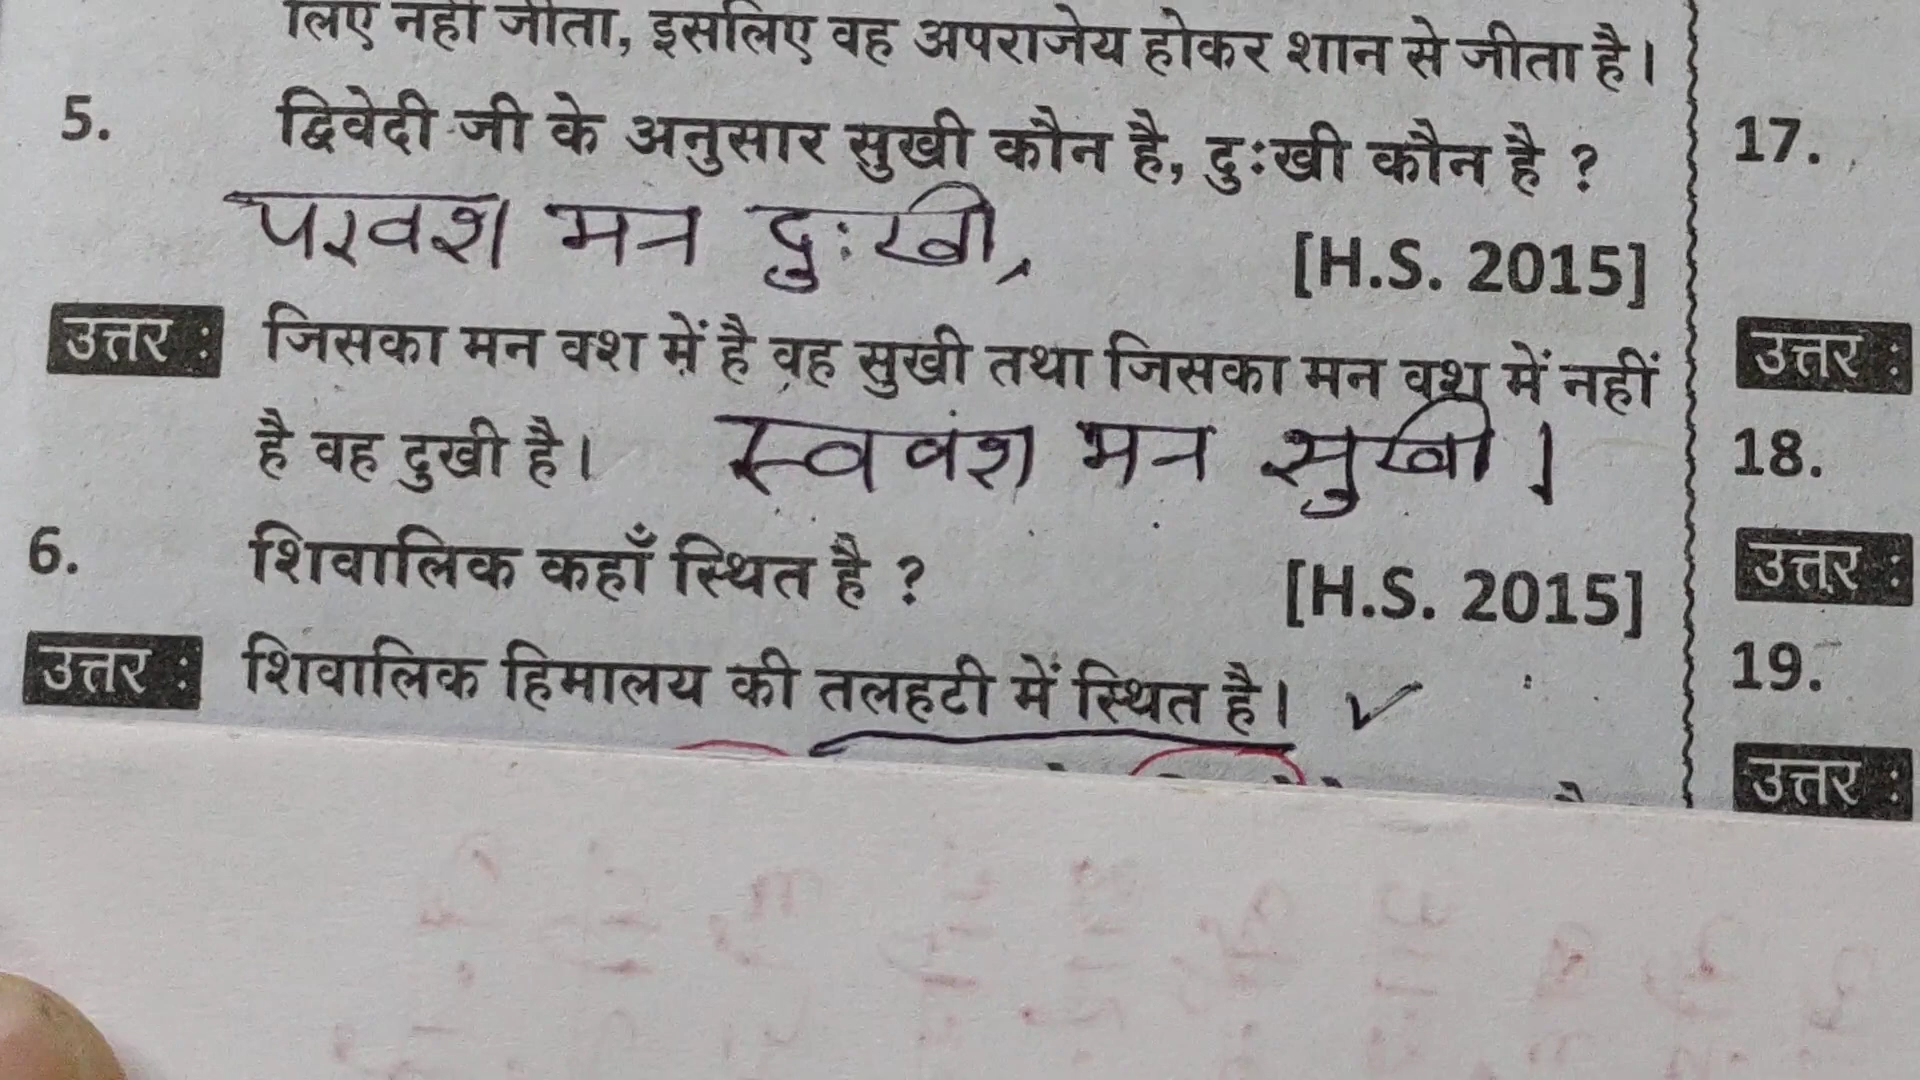 लिए नहीं जीता, इसलिए वह अपराजेय होकर शान से जीता है।
5. द्विवेदी जी के अनुसार सुखी कौन है, दुःखी कौन है ?
परवश मन दुःखी,
[H.S. 2015]
उत्तर : जिसका मन वश में है वह सुखी तथा जिसका मन वश में नहीं
है वह दुखी है।
स्ववंश मन सुखी।
6. शिवालिक कहाँ स्थित है ?
[H.S. 2015]
उत्तर : शिवालिक हिमालय की तलहटी में स्थित है।
17.
उत्तर :
18.
उत्तर :
19.
उत्तर :